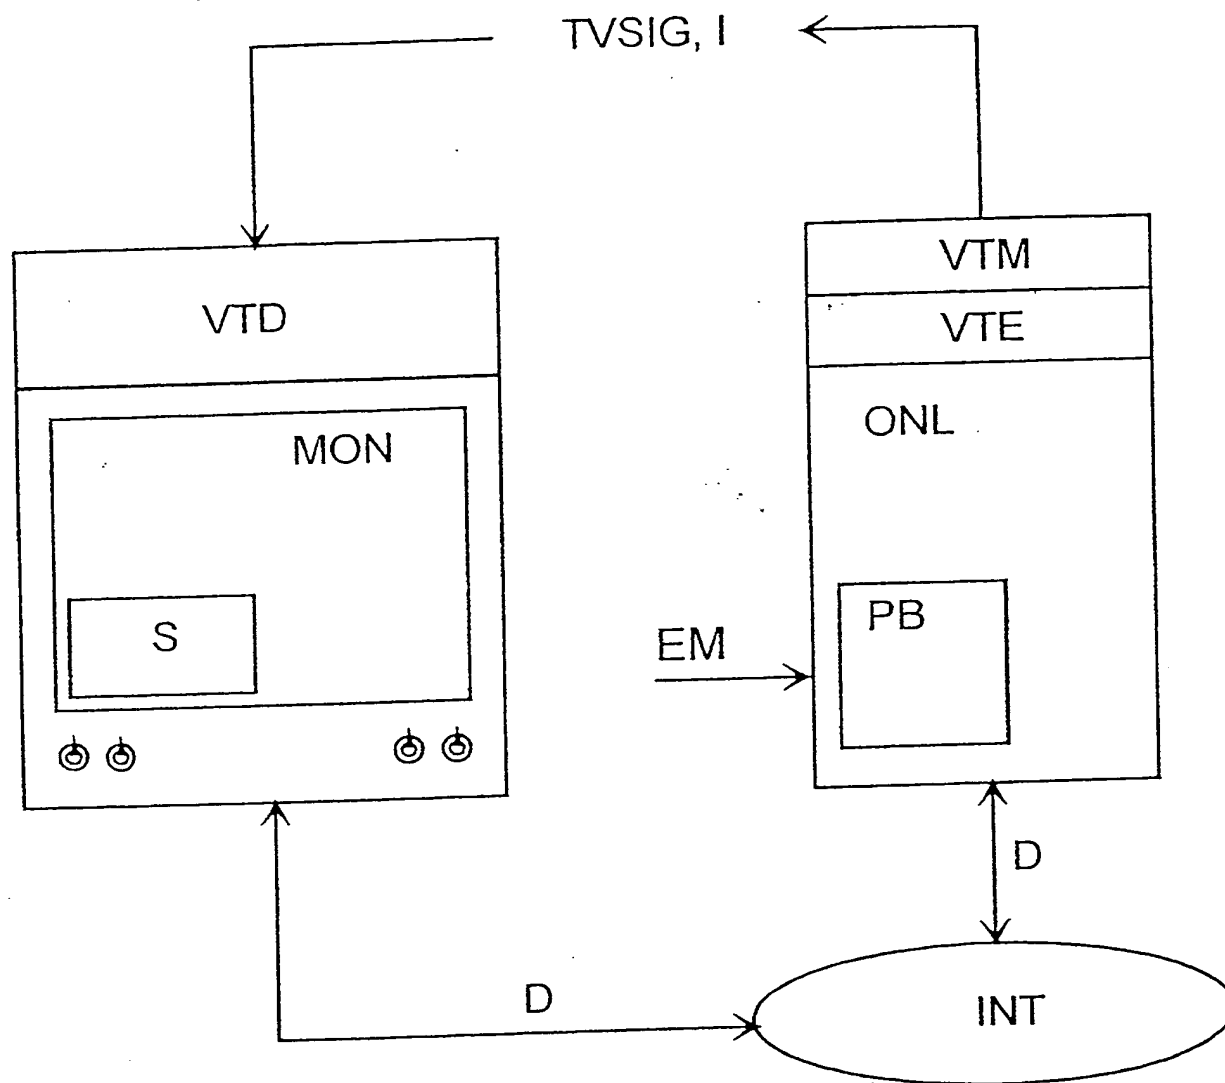 TVSIG, I
VTM
VTD
VTE
ONL
MON
PB
S
EM
D
D
INT